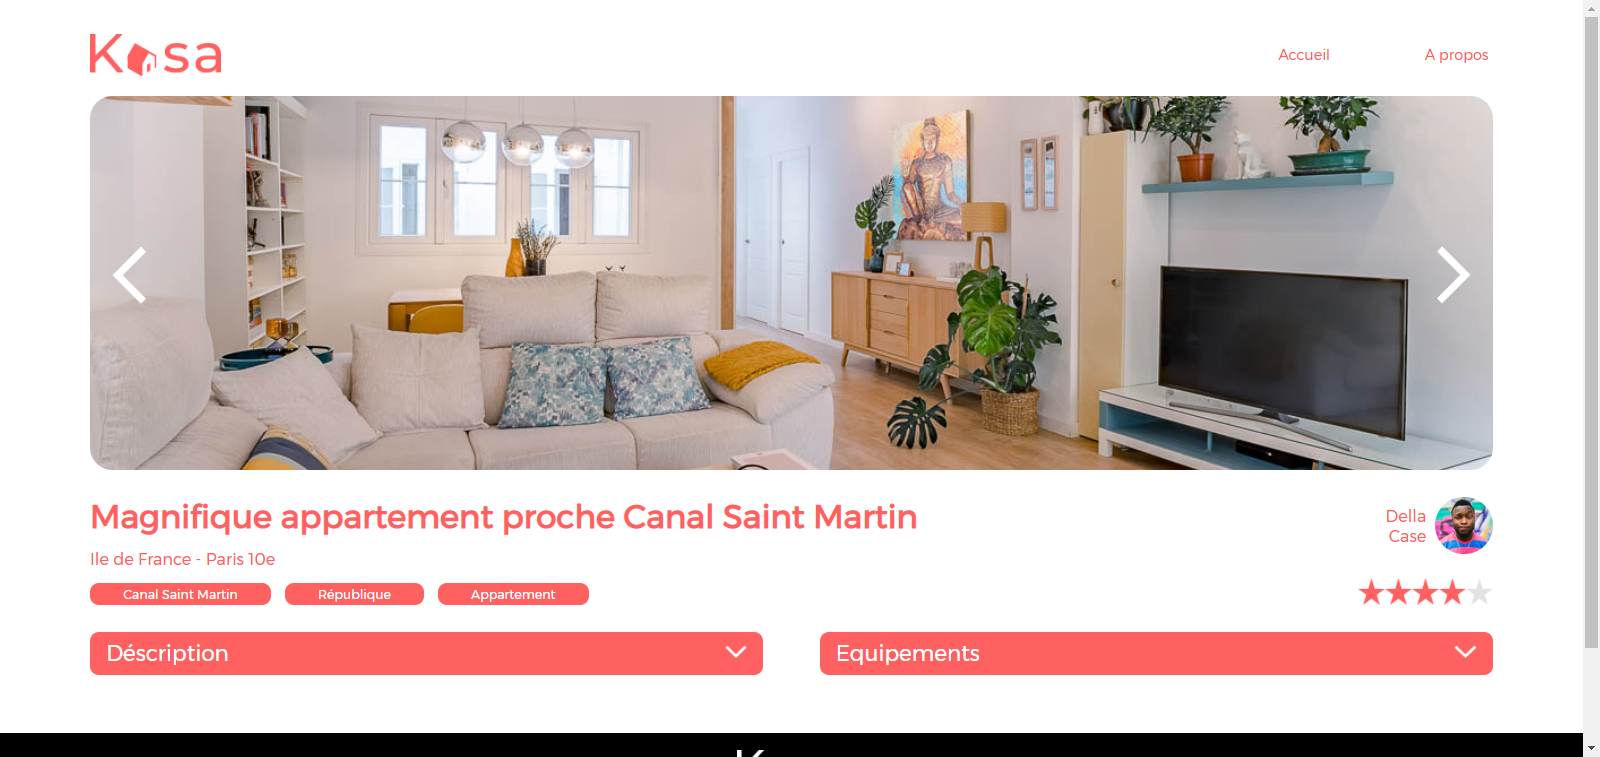 Kasa
Accueil
A propos
Magnifique appartement proche Canal Saint Martin
Della
Case
Ile de France - Paris 10e
Canal Saint Martin
République
Appartement
Déscription
Equipements